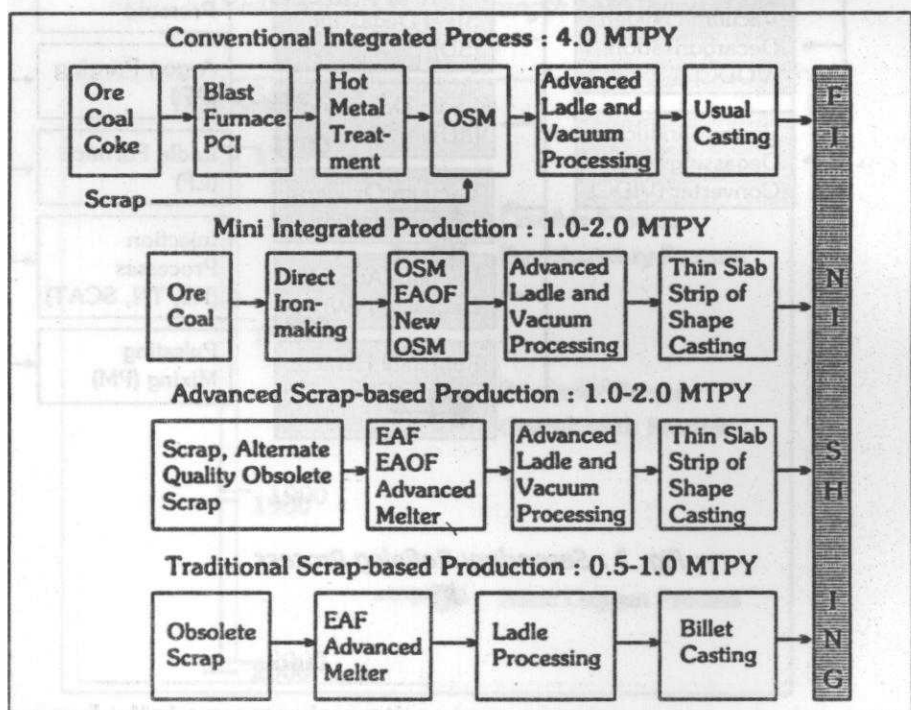 Conventional Integrated Process : 4.0 MTPY
Ore
Coal
Coke
Blast
Furnace
PCI
Hot
Metal
Treat-
ment
OSM
Advanced
Ladle and
Vacuum
Processing
Usual
Casting
Scrap
Mini Integrated Production : 1.0-2.0 MTPY
Ore
Coal
Direct
Iron-
making
OSM
EAOF
New
OSM
Advanced
Ladle and
Vacuum
Processing
Thin Slab
Strip of
Shape
Casting
Advanced Scrap-based Production : 1.0-2.0 MTPY
Scrap, Alternate
Quality Obsolete
Scrap
EAF
EAOF
Advanced
Melter
Advanced
Ladle and
Vacuum
Processing
Thin Slab
Strip of
Shape
Casting
Traditional Scrap-based Production : 0.5-1.0 MTPY
Obsolete
Scrap
EAF
Advanced
Melter
Ladle
Processing
Billet
Casting
FINISHING